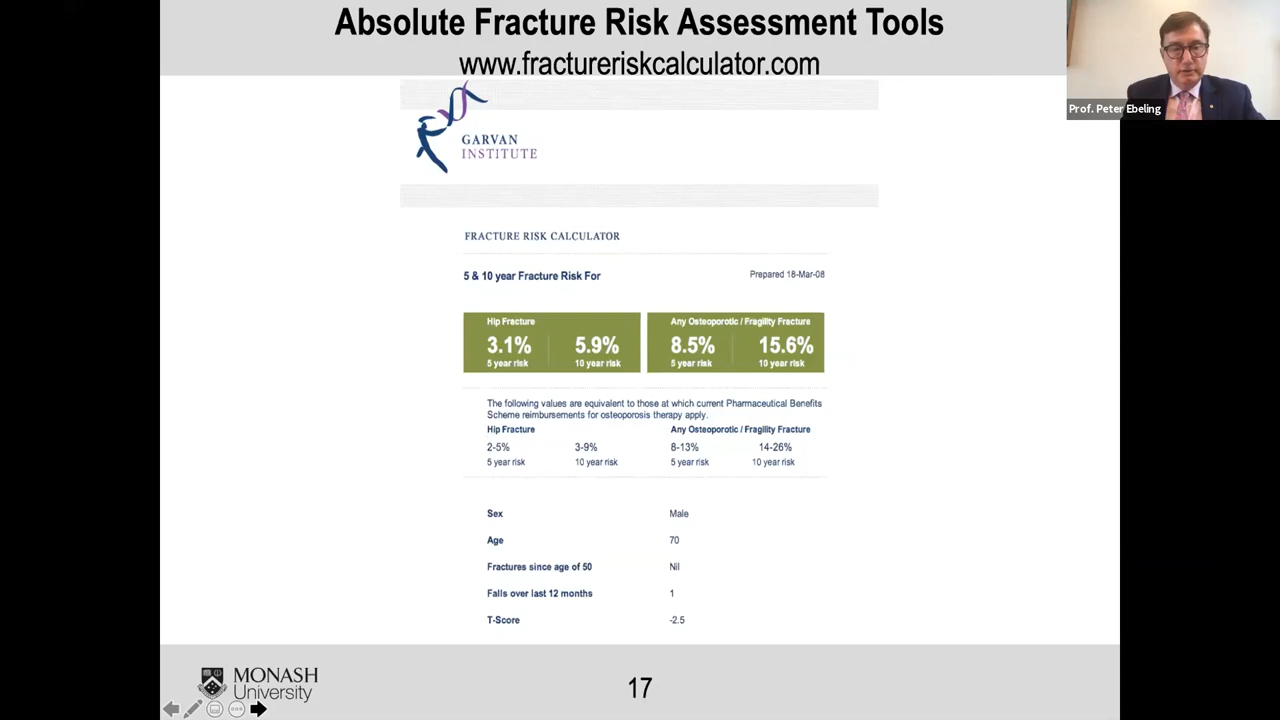 Absolute Fracture Risk Assessment Tools
www.fractureriskcalculator.com
Prof. Peter Ebeling
GARVAN
INSTITUTE
FRACTURE RISK CALCULATOR
5 & 10 year Fracture Risk For
Prepared 18-Mar-08
Hip Fracture
3.1% 5.9%
5 year risk 10 year risk
Any Osteoporotic / Fragility Fracture
8.5% 15.6%
5 year risk 10 year risk
The following values are equivalent to those at which current Pharmaceutical Benefits
Scheme reimbursements for osteoporosis therapy apply.
Hip Fracture
2-5% 3-9%
5 year risk 10 year risk
Any Osteoporotic / Fragility Fracture
8-13% 14-26%
5 year risk 10 year risk
Sex Male
Age 70
Fractures since age of 50 Nil
Falls over last 12 months 1
T-Score -2.5
MONASH
University
17